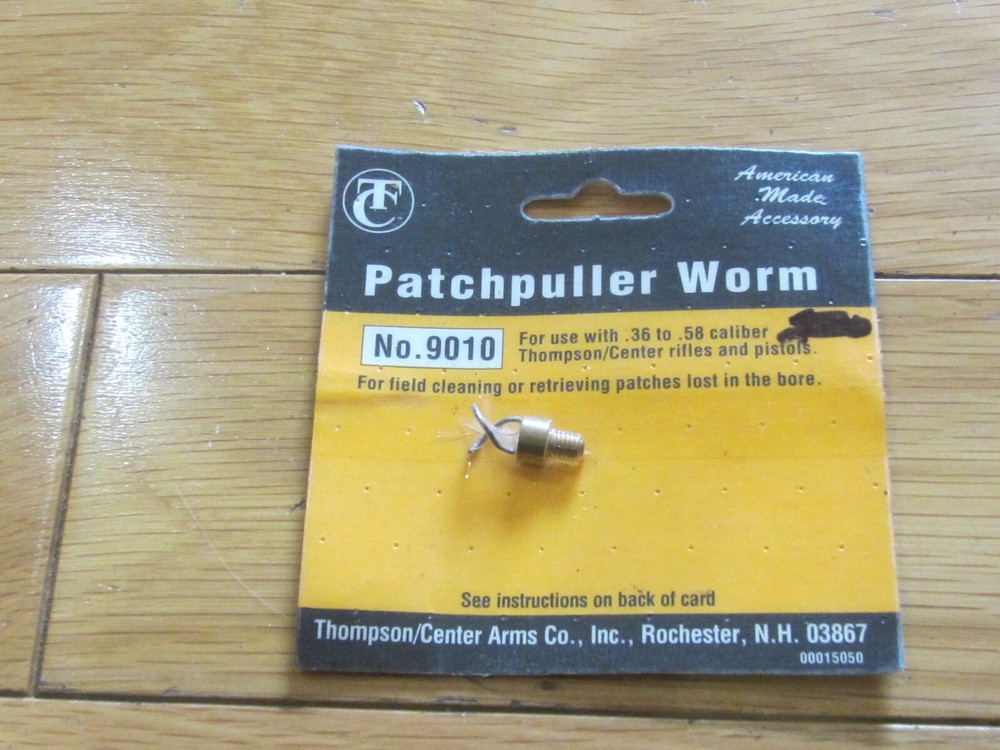 TC
American
Made
Accessory
Patchpuller Worm
No.9010
For use with .36 to .58 caliber
Thompson/Center rifles and pistols.
For field cleaning or retrieving patches lost in the bore.
See instructions on back of card
Thompson/Center Arms Co., Inc., Rochester, N.H. 03867
00015050